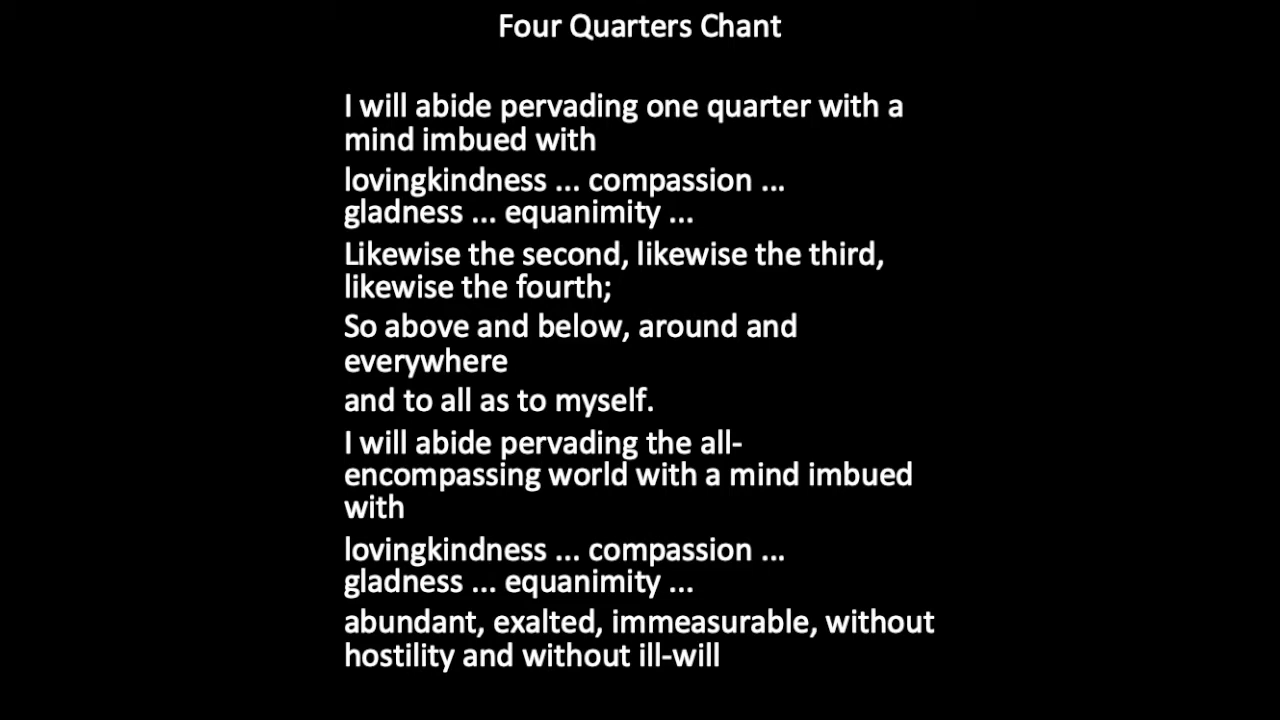 Four Quarters Chant
I will abide pervading one quarter with a
mind imbued with
lovingkindness ... compassion ...
gladness ... equanimity ...
Likewise the second, likewise the third,
likewise the fourth;
So above and below, around and
everywhere
and to all as to myself.
I will abide pervading the all-
encompassing world with a mind imbued
with
lovingkindness ... compassion ...
gladness ... equanimity ...
abundant, exalted, immeasurable, without
hostility and without ill-will